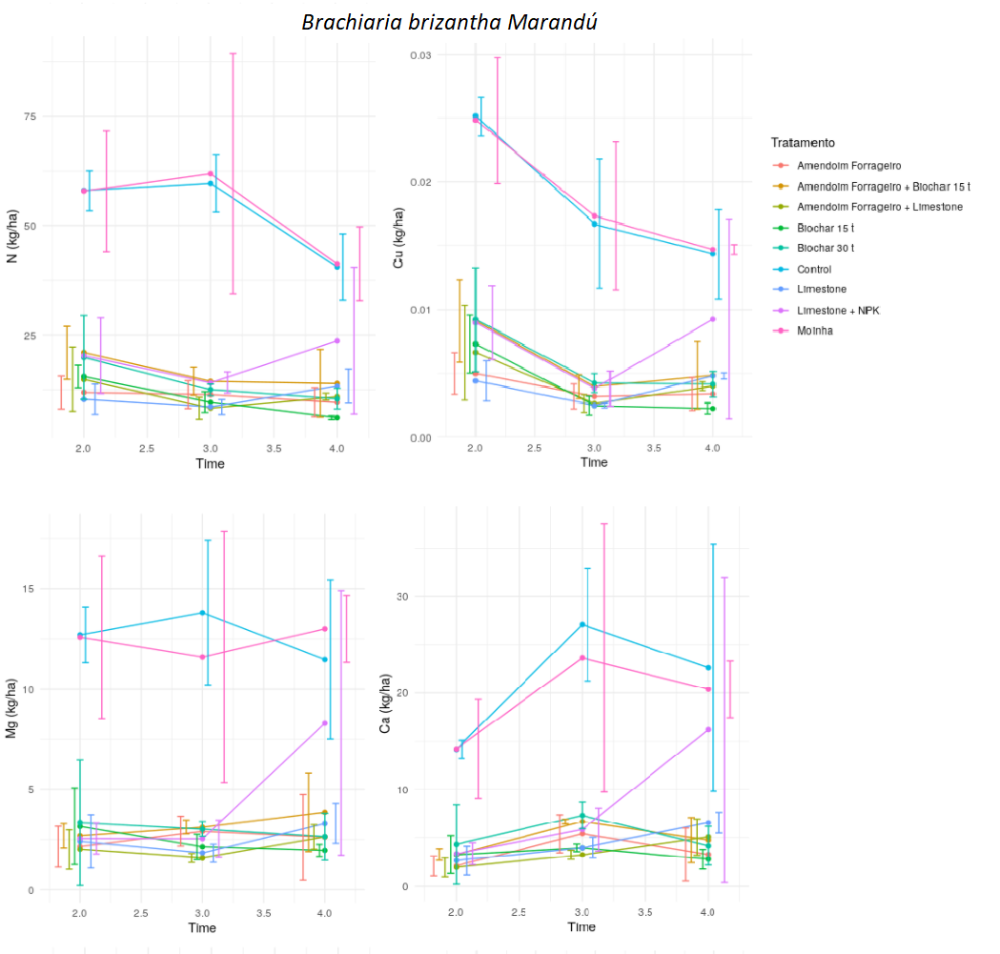 Brachiaria brizantha Marandú
N (kg/ha)
75
50
25
2.0 2.5 3.0 3.5 4.0
Time
Cu (kg/ha)
0.03
0.02
0.01
0.00
2.0 2.5 3.0 3.5 4.0
Time
Tratamento
Amendoim Forrageiro
Amendoim Forrageiro + Biochar 15 t
Amendoim Forrageiro + Limestone
Biochar 15 t
Biochar 30 t
Control
Limestone
Limestone + NPK
Moinha
Mg (kg/ha)
15
10
5
0
2.0 2.5 3.0 3.5 4.0
Time
Ca (kg/ha)
30
20
10
0
2.0 2.5 3.0 3.5 4.0
Time